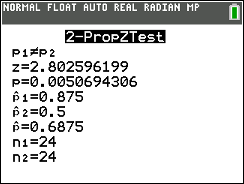 NORMAL FLOAT AUTO REAL RADIAN MP
2-PropZTest
p1≠p2
z=2.802596199
p=0.0050694306
p̂1=0.875
p̂2=0.5
p̂=0.6875
n1=24
n2=24